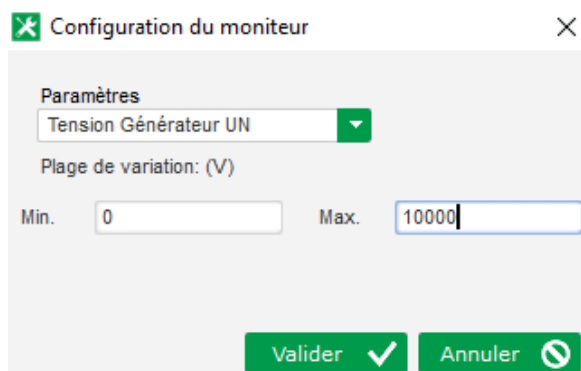 Configuration du moniteur
Paramètres
Tension Générateur UN
Plage de variation: (V)
Min. 0 Max. 10000
Valider Annuler